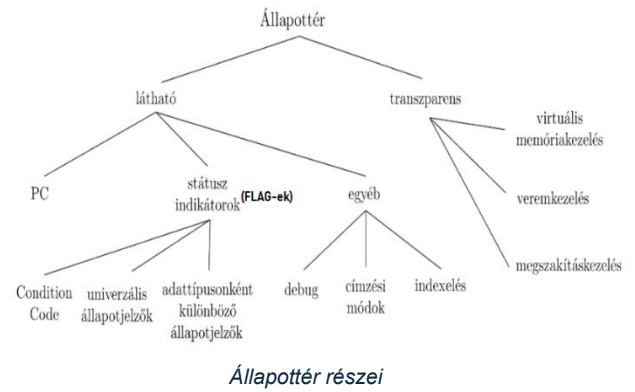 Állapottér
látható
transzparens
virtuális
memóriakezelés
PC
státusz
indikátorok (FLAG-ek)
egyéb
veremkezelés
megszakításkezelés
Condition
Code
univerzális
állapotjelzők
adattípusonként
különböző
állapotjelzők
debug
címzési
módok
indexelés
Állapottér részei